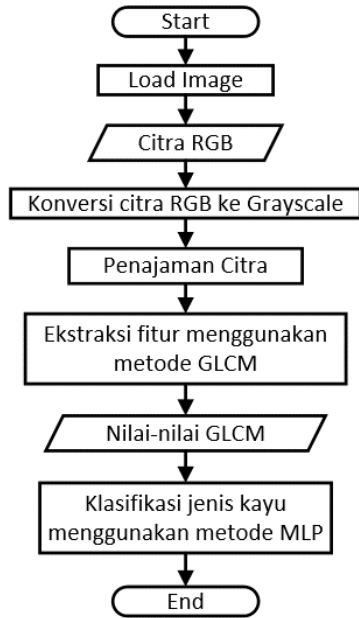 Start
Load Image
Citra RGB
Konversi citra RGB ke Grayscale
Penajaman Citra
Ekstraksi fitur menggunakan
metode GLCM
Nilai-nilai GLCM
Klasifikasi jenis kayu
menggunakan metode MLP
End